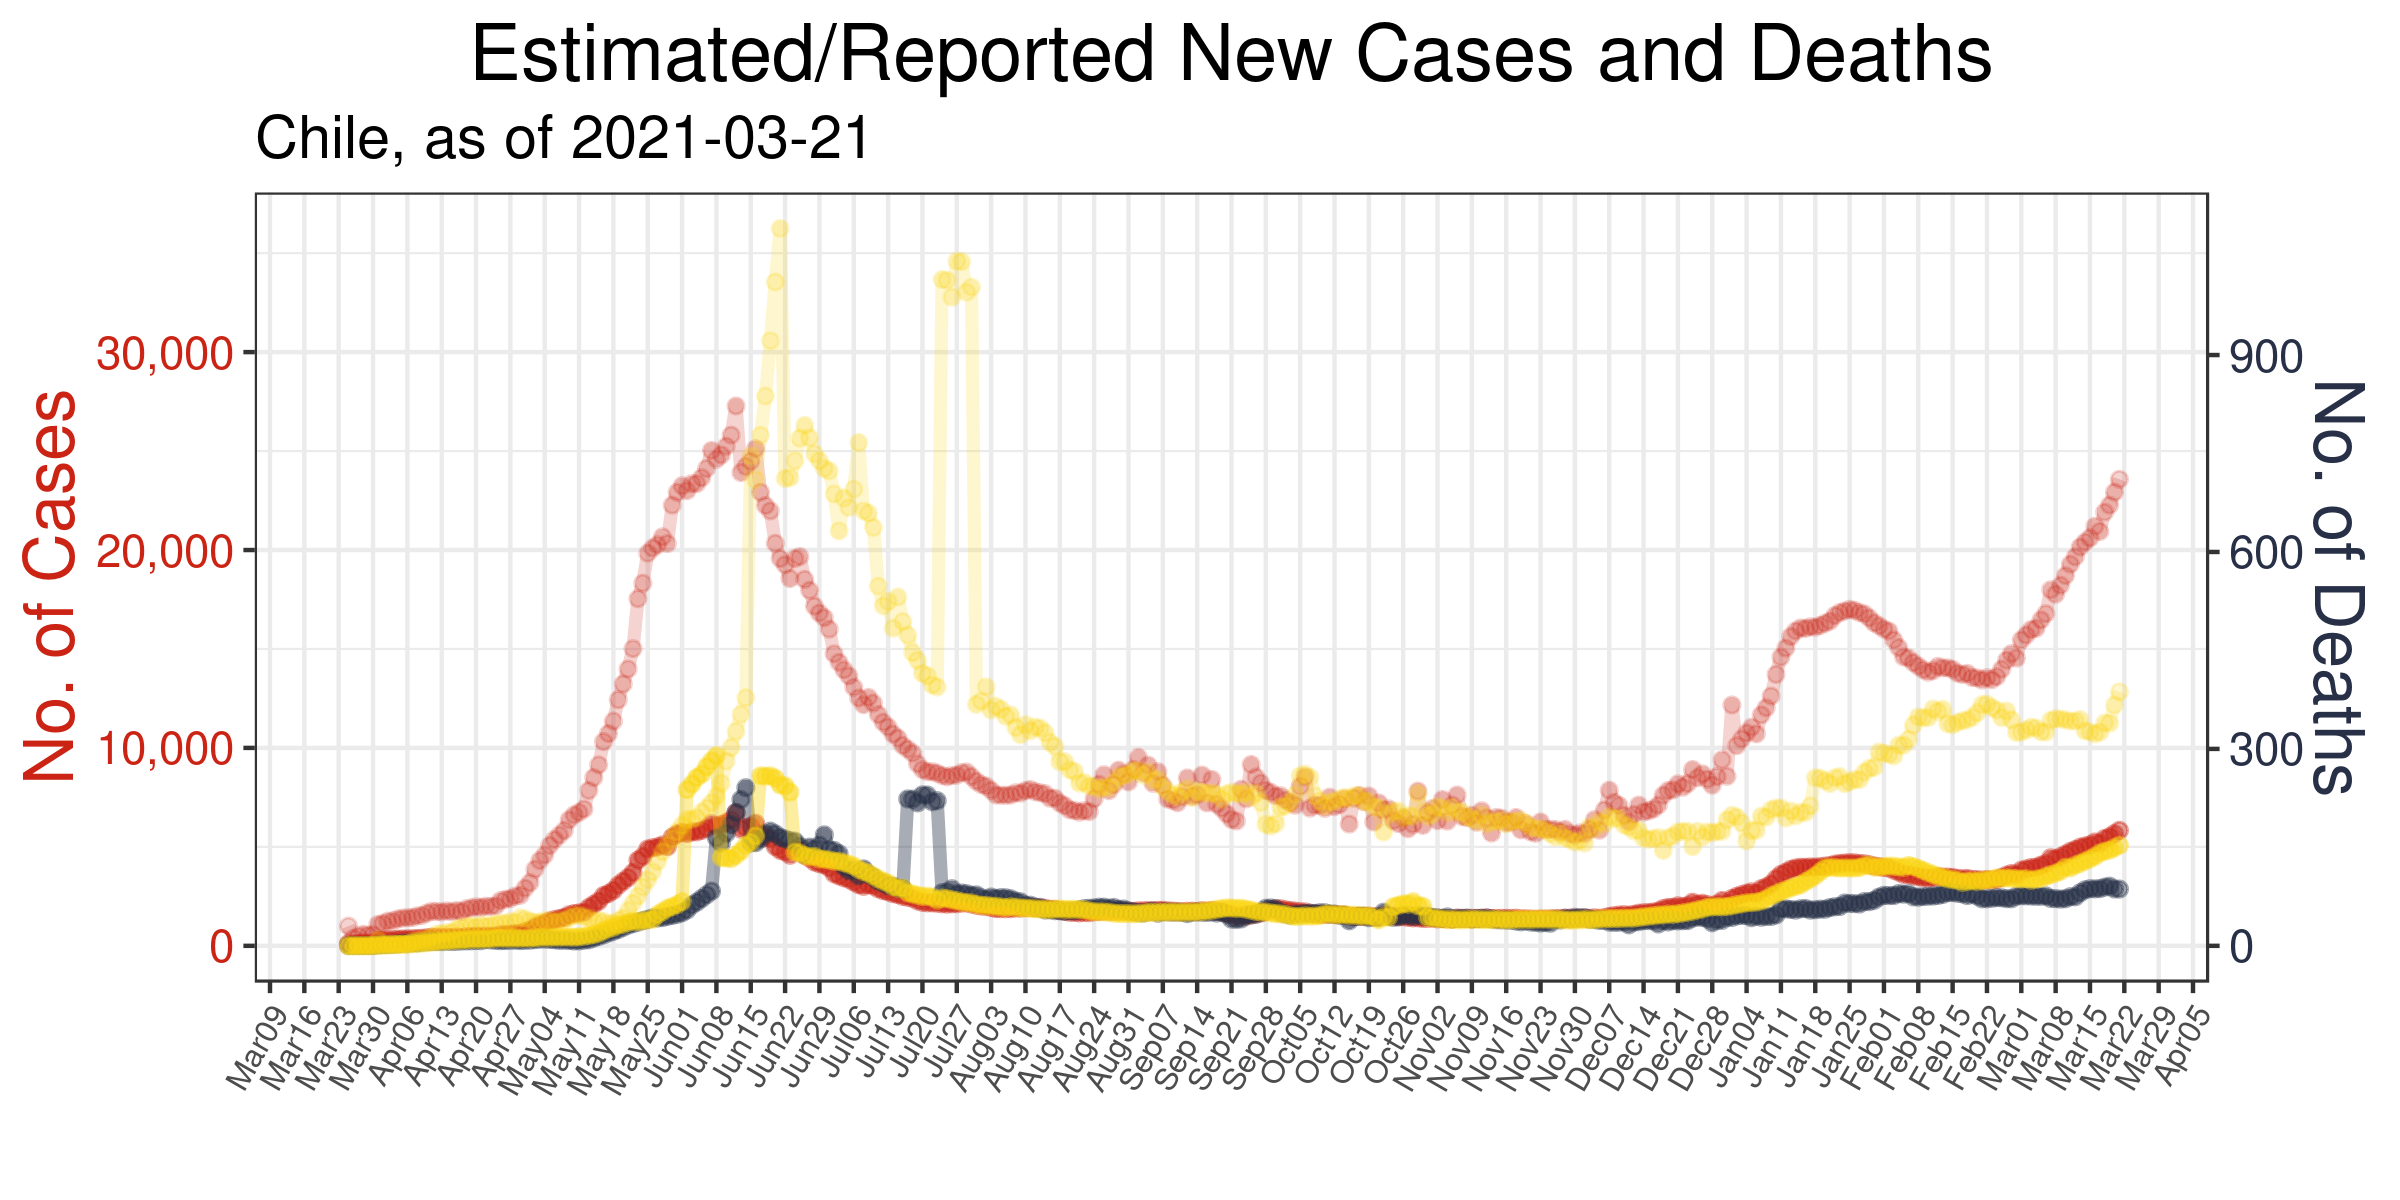 Estimated/Reported New Cases and Deaths
Chile, as of 2021-03-21
No. of Cases
30,000
20,000
10,000
0
900
600
300
0
No. of Deaths
Mar09
Mar16
Mar23
Mar30
Apr06
Apr13
Apr20
Apr27
May04
May11
May18
May25
Jun01
Jun08
Jun15
Jun22
Jun29
Jul06
Jul13
Jul20
Jul27
Aug03
Aug10
Aug17
Aug24
Aug31
Sep07
Sep14
Sep21
Sep28
Oct05
Oct12
Oct19
Oct26
Nov02
Nov09
Nov16
Nov23
Nov30
Dec07
Dec14
Dec21
Dec28
Jan04
Jan11
Jan18
Jan25
Feb01
Feb08
Feb15
Feb22
Mar01
Mar08
Mar15
Mar22
Mar29
Apr05